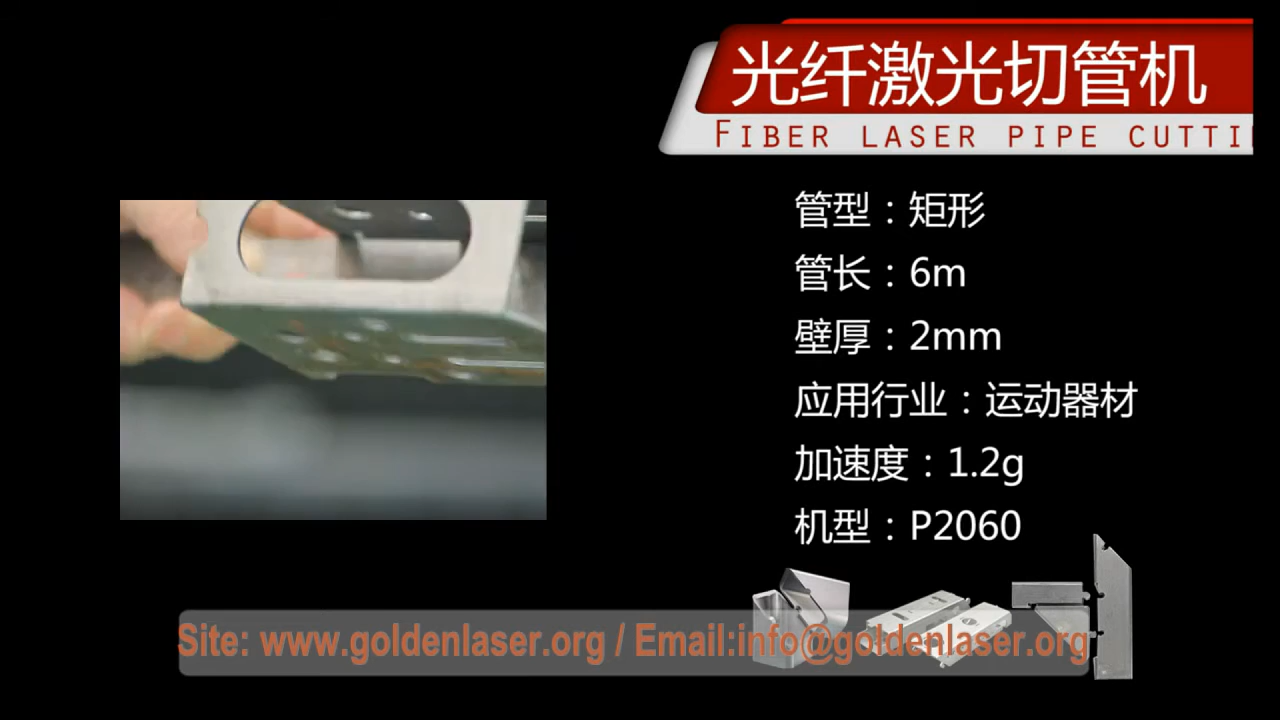 光纤激光切管机
FIBER LASER PIPE CUTTI
管型：矩形
管长：6m
壁厚：2mm
应用行业：运动器材
加速度：1.2g
机型：P2060
Site: www.goldenlaser.org / Email:info@goldenlaser.org